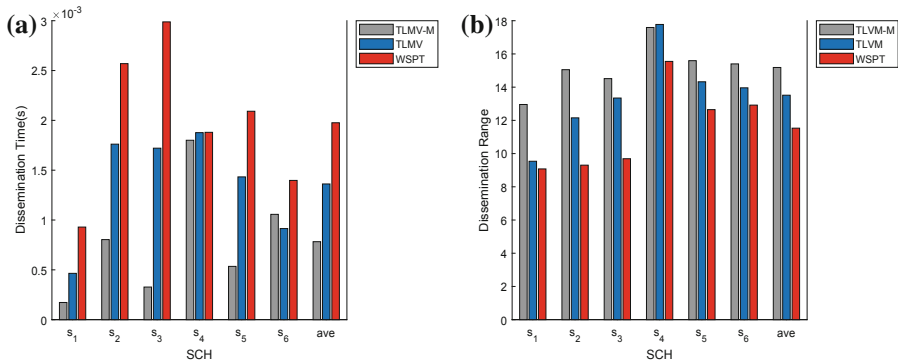 (a)
×10⁻³
3
2.5
2
1.5
1
0.5
0
Dissemination Time(s)
s₁ s₂ s₃ s₄ s₅ s₆ ave
SCH
TLMV-M
TLMV
WSPT
(b)
18
16
14
12
10
8
6
4
2
0
Dissemination Range
s₁ s₂ s₃ s₄ s₅ s₆ ave
SCH
TLVM-M
TLVM
WSPT